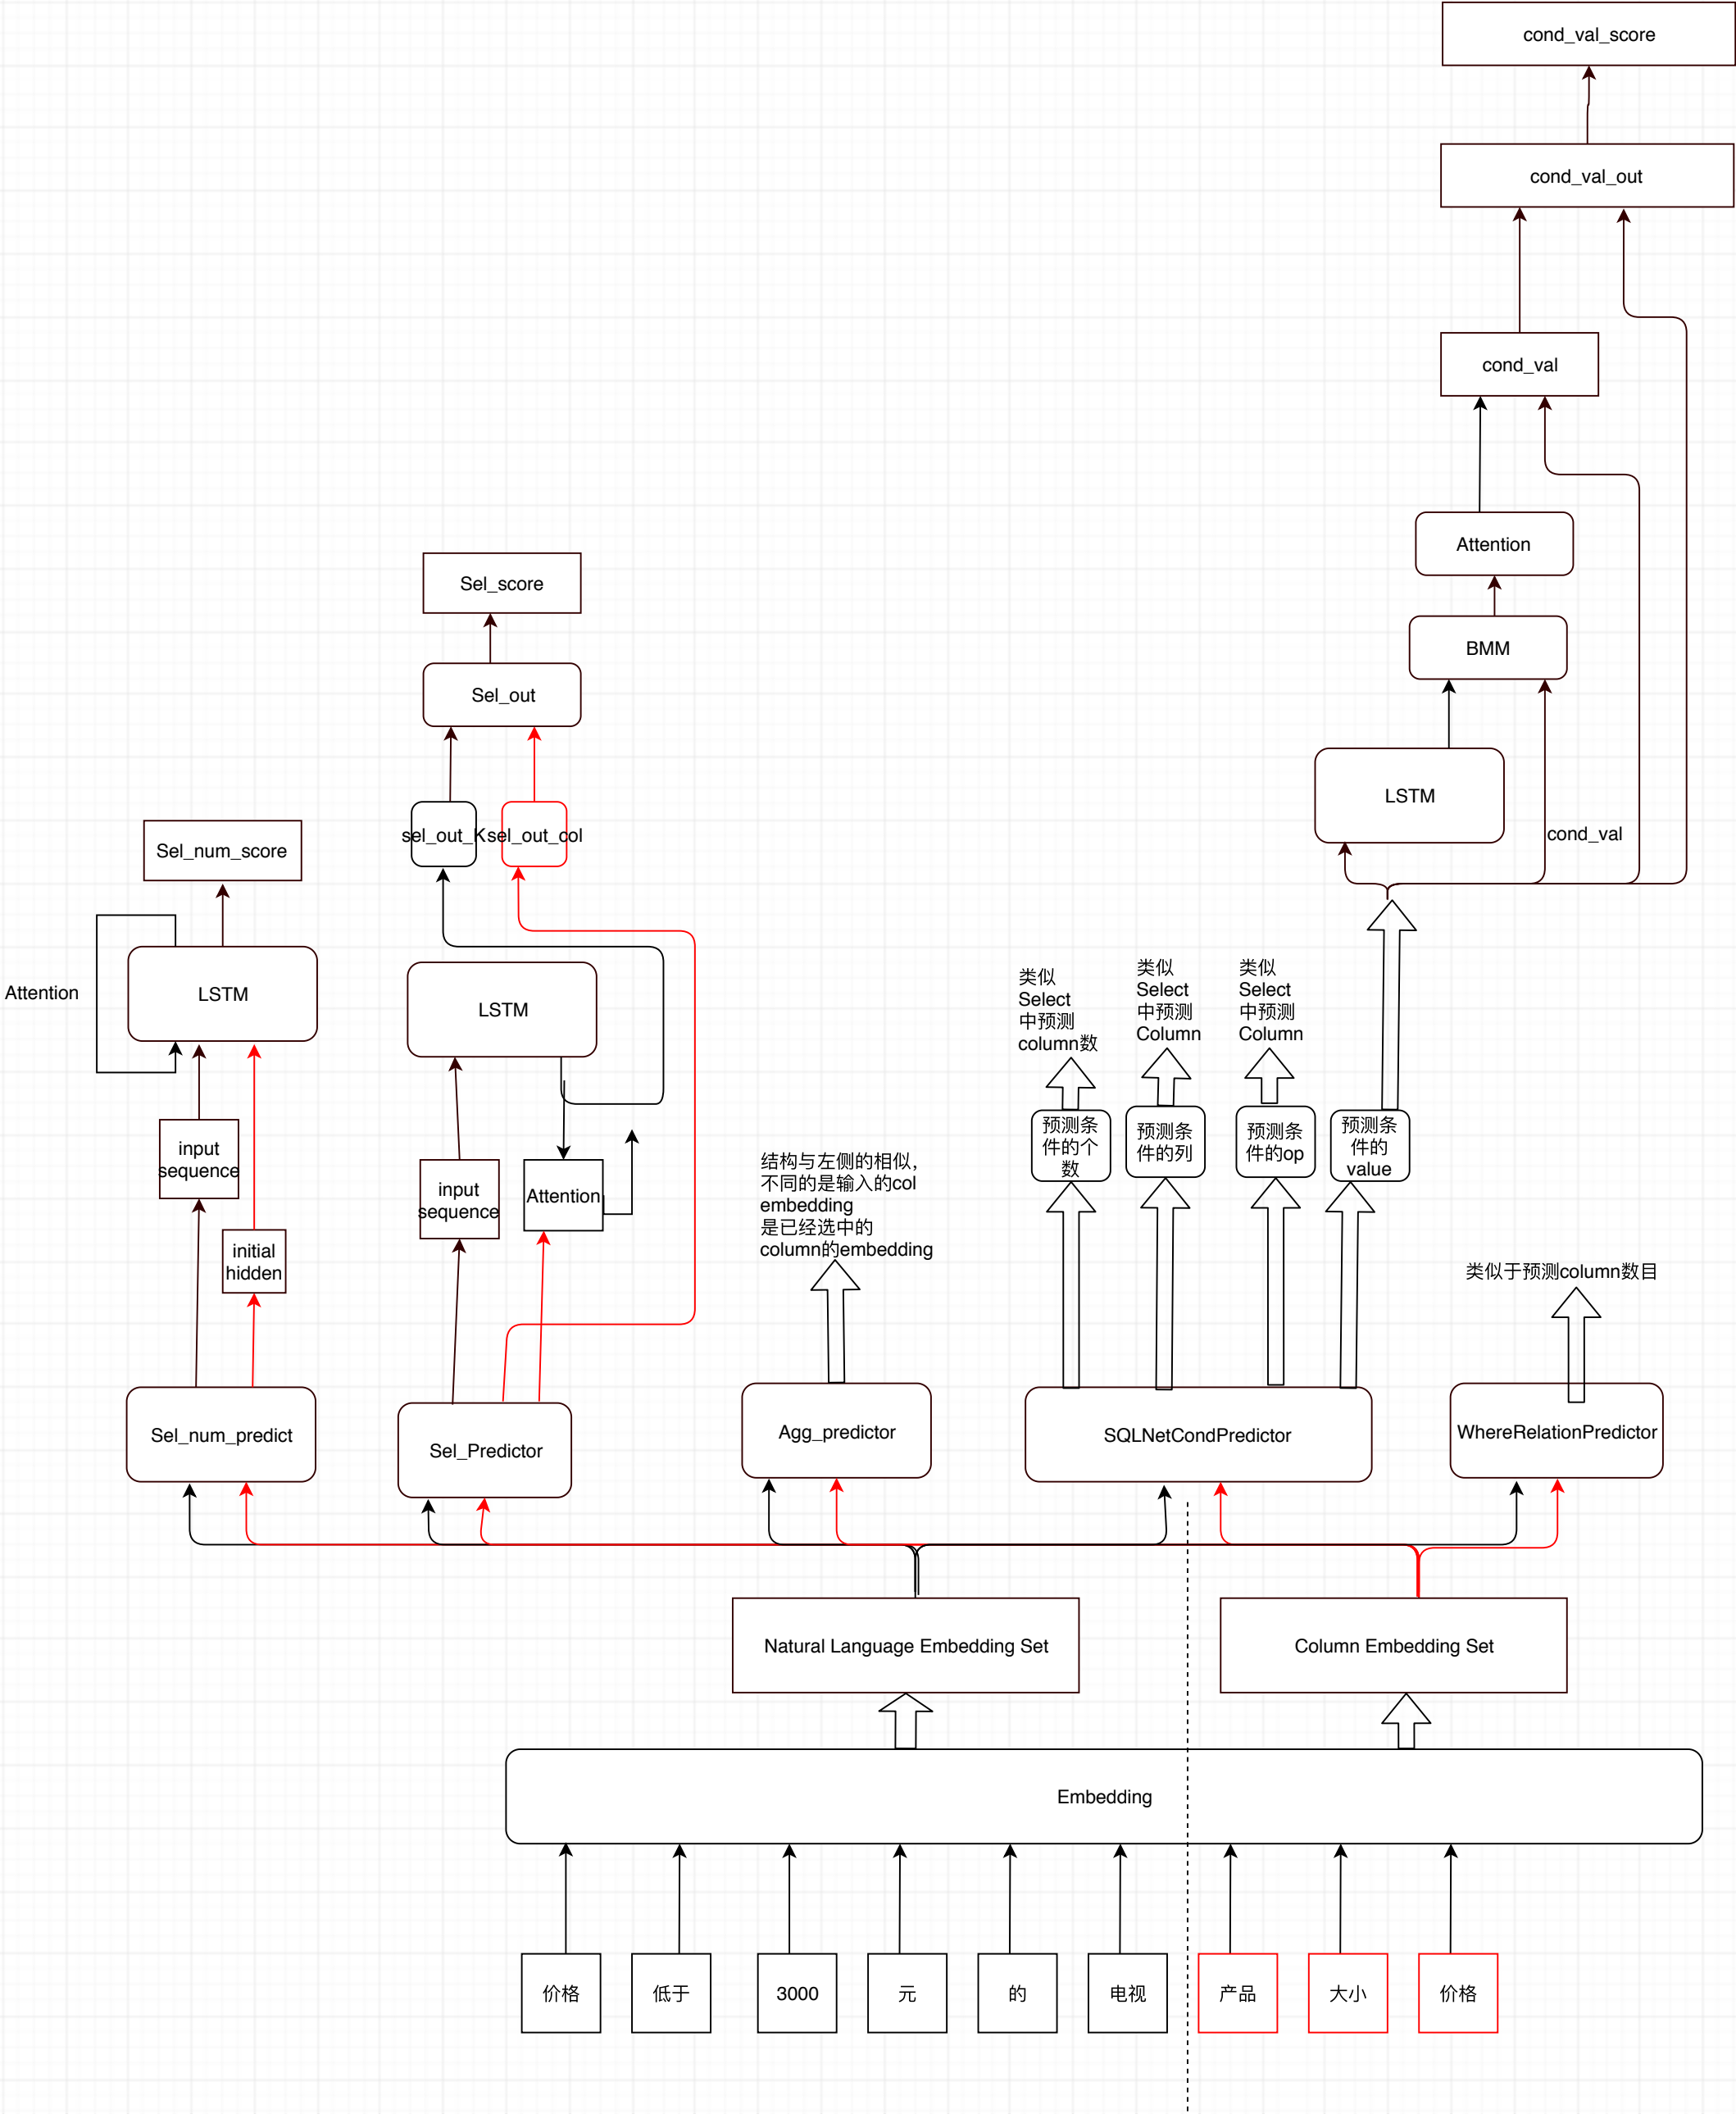 cond_val_score
cond_val_out
cond_val
Attention
Sel_score
BMM
Sel_out
LSTM
cond_val
sel_out_K
sel_out_col
Sel_num_score
Attention
LSTM
LSTM
类似
Select
中预测
column数
类似
Select
中预测
Column
类似
Select
中预测
Column
预测条
件的个
数
预测条
件的列
预测条
件的op
预测条
件的
value
input
sequence
input
sequence
Attention
结构与左侧的相似，
不同的是输入的col
embedding
是已经选中的
column的embedding
initial
hidden
类似于预测column数目
Sel_num_predict
Sel_Predictor
Agg_predictor
SQLNetCondPredictor
WhereRelationPredictor
Natural Language Embedding Set
Column Embedding Set
Embedding
价格
低于
3000
元
的
电视
产品
大小
价格